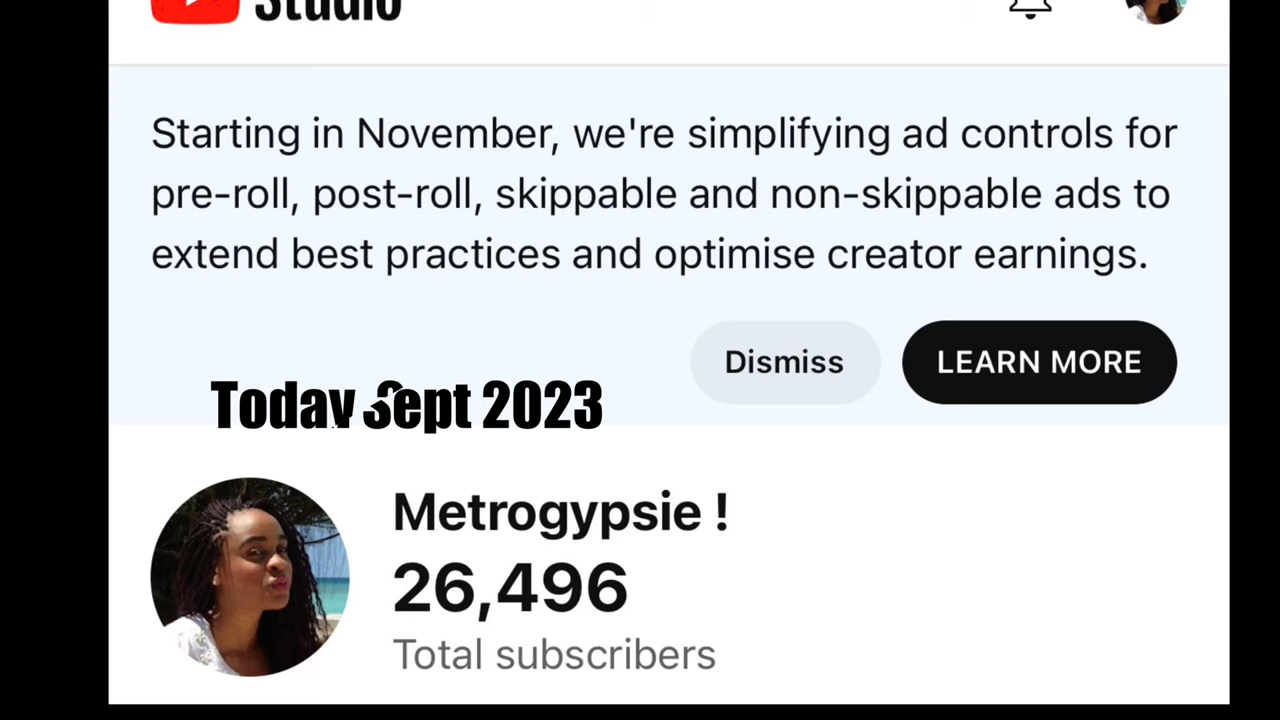 Studio
Starting in November, we're simplifying ad controls for
pre-roll, post-roll, skippable and non-skippable ads to
extend best practices and optimise creator earnings.
Dismiss LEARN MORE
Today Sept 2023
Metrogypsie !
26,496
Total subscribers